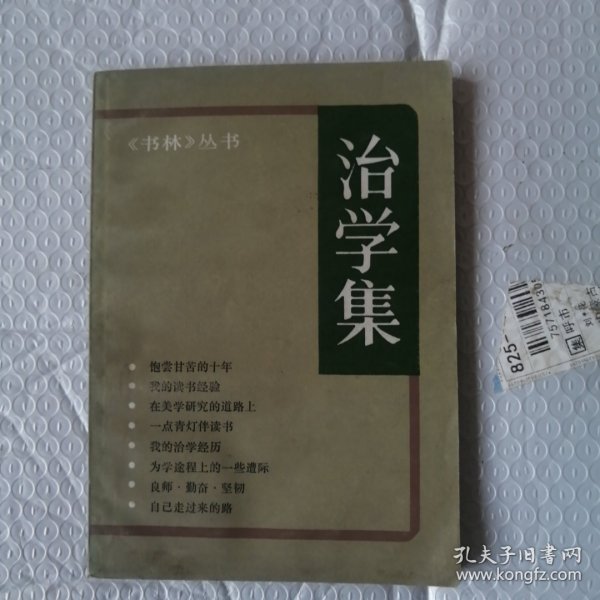 《书林》丛书
治学集
饱尝甘苦的十年
我的读书经验
在美学研究的道路上
一点青灯伴读书
我的治学经历
为学途程上的一些遭际
良师·勤奋·坚韧
自己走过来的路
825-
孔夫子旧书网
www.kongfz.com